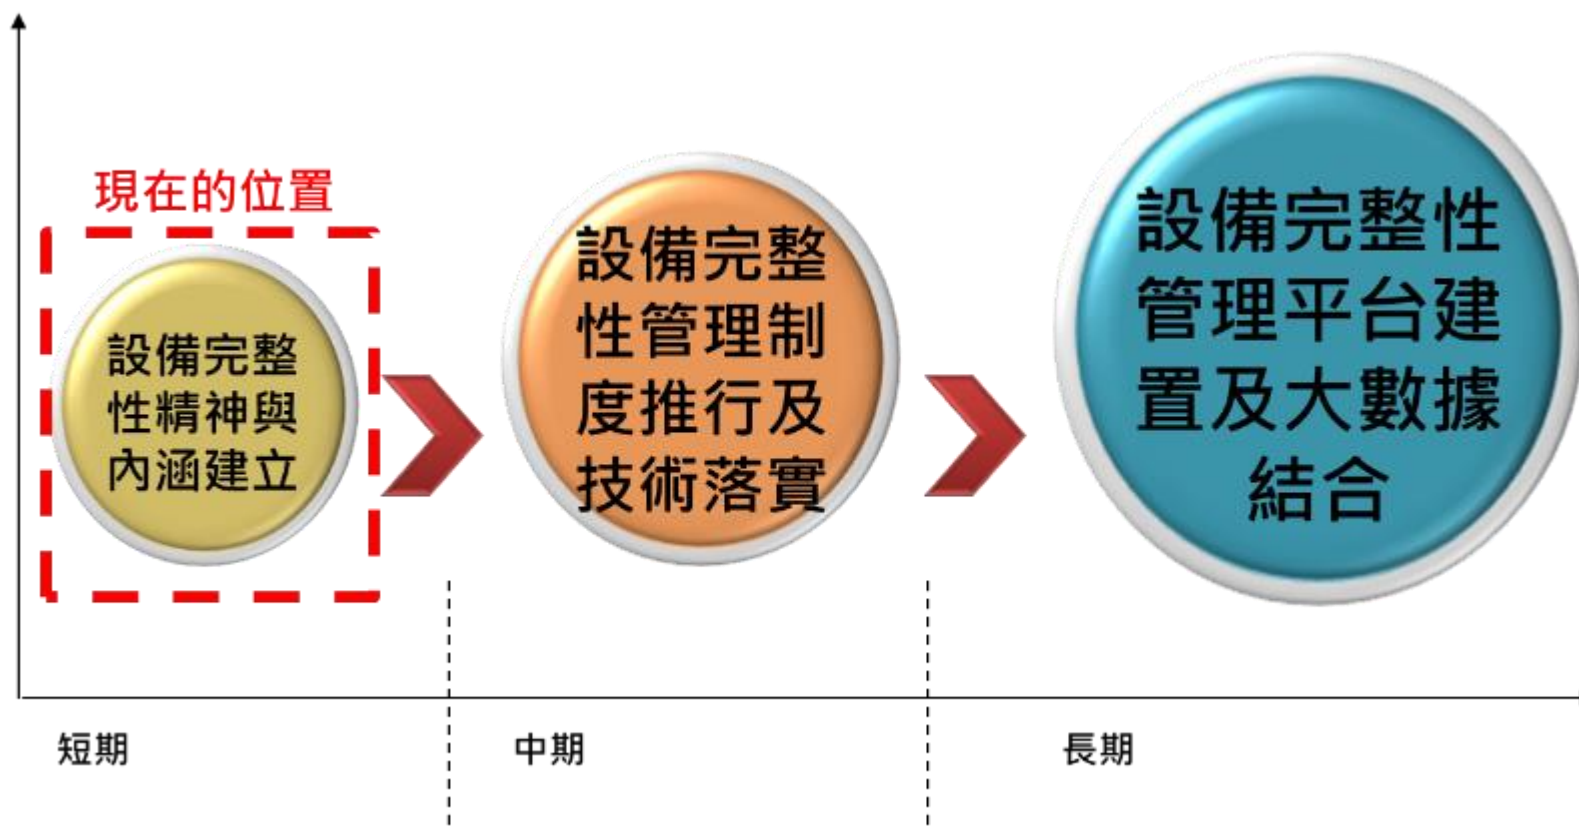 現在的位置
設備完整
性精神與
內涵建立
設備完整
性管理制
度推行及
技術落實
設備完整性
管理平台建
置及大數據
結合
短期
中期
長期